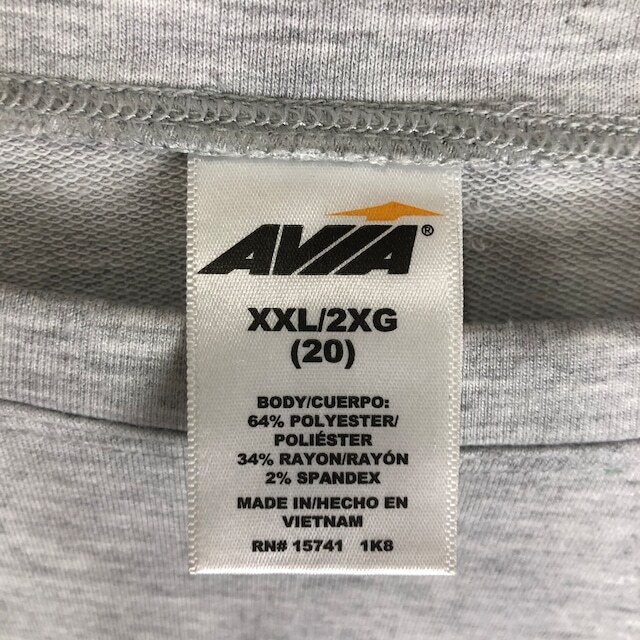 AVIA®
XXL/2XG
(20)
BODY/CUERPO:
64% POLYESTER/
POLIÉSTER
34% RAYON/RAYÓN
2% SPANDEX
MADE IN/HECHO EN
VIETNAM
RN# 15741 1K8